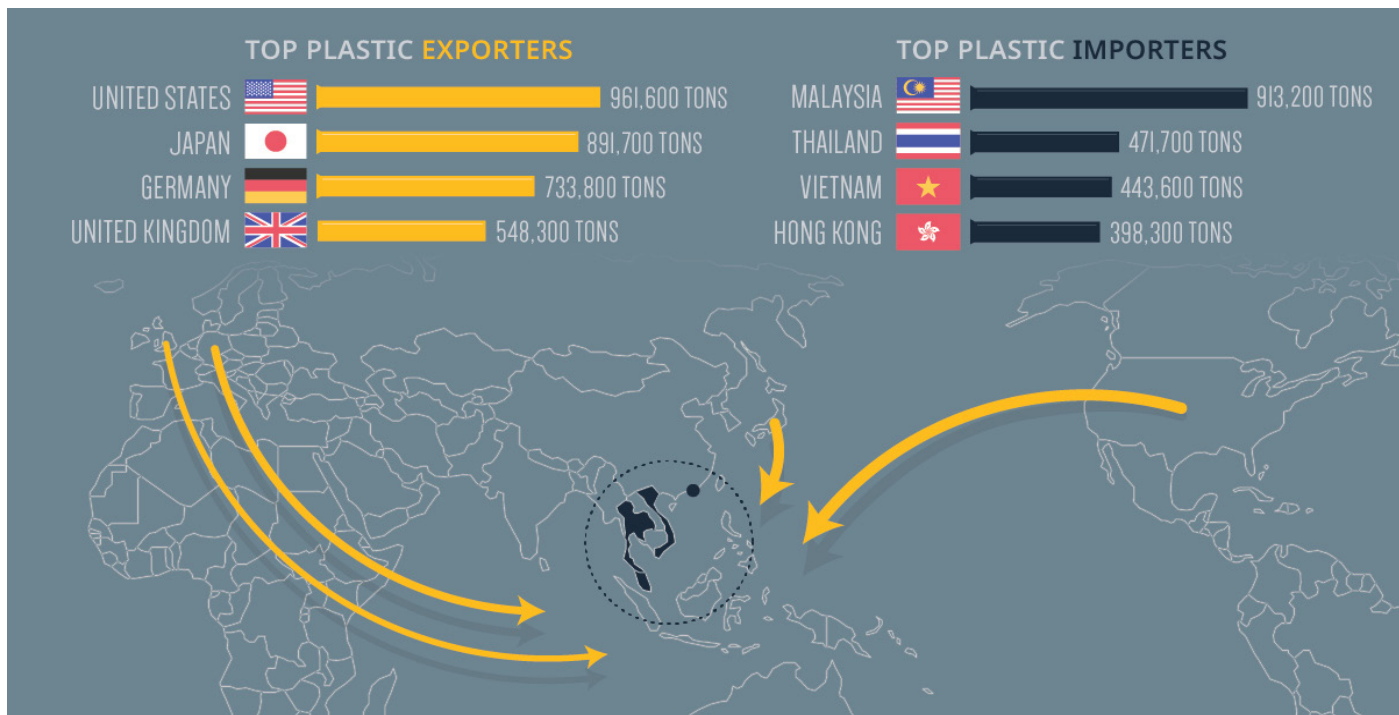 TOP PLASTIC EXPORTERS
UNITED STATES 961,600 TONS
JAPAN 891,700 TONS
GERMANY 733,800 TONS
UNITED KINGDOM 548,300 TONS
TOP PLASTIC IMPORTERS
MALAYSIA 913,200 TONS
THAILAND 471,700 TONS
VIETNAM 443,600 TONS
HONG KONG 398,300 TONS